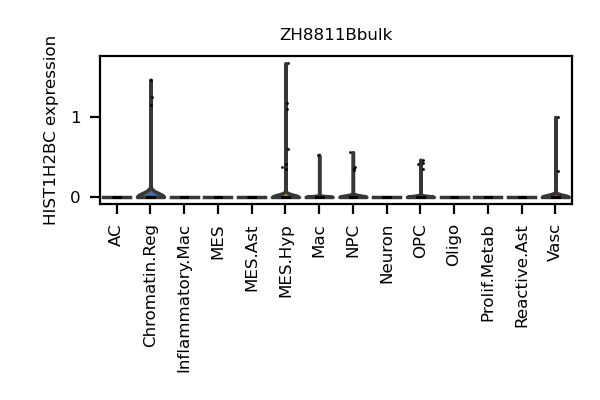 ZH8811Bbulk
HIST1H2BC expression
1
0
AC
Chromatin.Reg
Inflammatory.Mac
MES
MES.Ast
MES.Hyp
Mac
NPC
Neuron
OPC
Oligo
Prolif.Metab
Reactive.Ast
Vasc